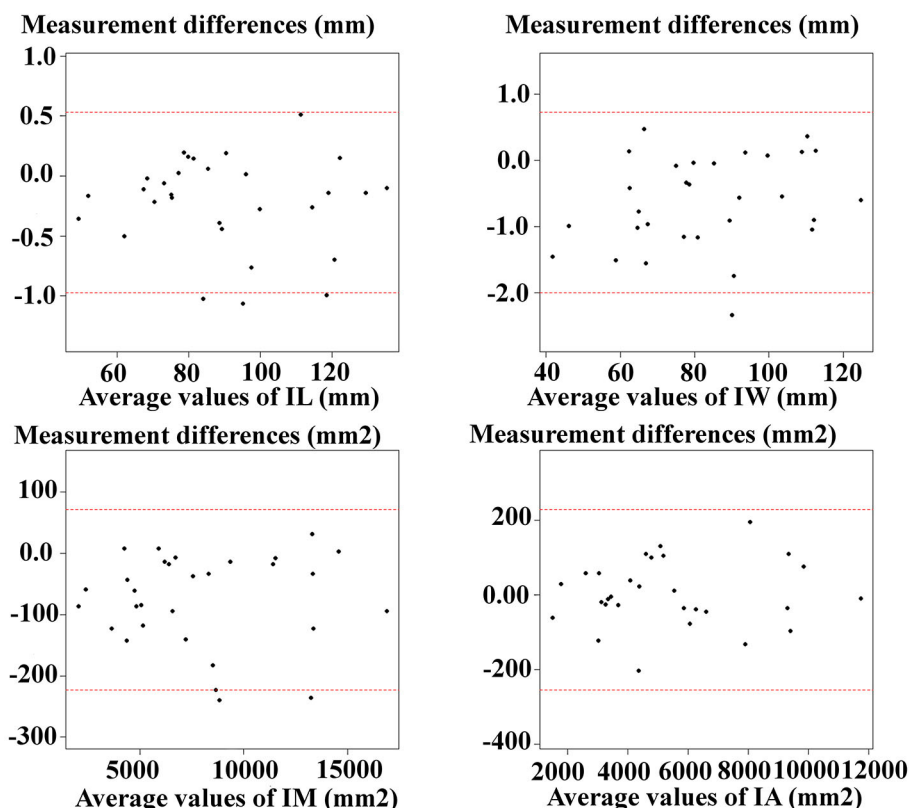 Measurement differences (mm)
1.0
0.5
0.0
-0.5
-1.0
60 80 100 120
Average values of IL (mm)
Measurement differences (mm)
1.0
0.0
-1.0
-2.0
40 60 80 100 120
Average values of IW (mm)
Measurement differences (mm2)
100
0.0
-100
-200
-300
5000 10000 15000
Average values of IM (mm2)
Measurement differences (mm2)
200
0.00
-200
-400
2000 4000 6000 8000 10000 12000
Average values of IA (mm2)